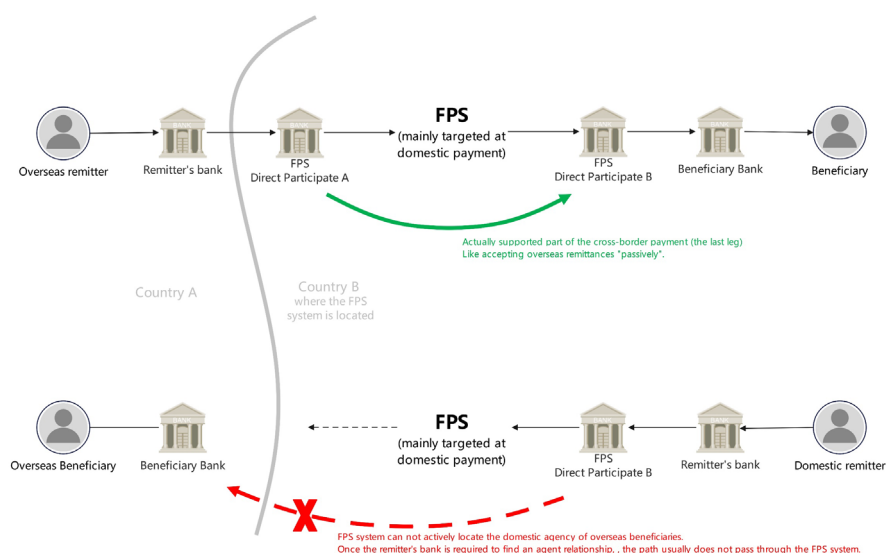 FPS
(mainly targeted at
domestic payment)
Overseas remitter
Remitter's bank
FPS
Direct Participate A
FPS
Direct Participate B
Beneficiary Bank
Beneficiary
Actually supported part of the cross-border payment (the last leg)
Like accepting overseas remittances "passively".
Country A
Country B
where the FPS
system is located
FPS
(mainly targeted at
domestic payment)
Overseas Beneficiary
Beneficiary Bank
FPS
Direct Participate B
Remitter's bank
Domestic remitter
X
FPS system can not actively locate the domestic agency of overseas beneficiaries.
Once the remitter's bank is required to find an agent relationship, , the path usually does not pass through the FPS system.